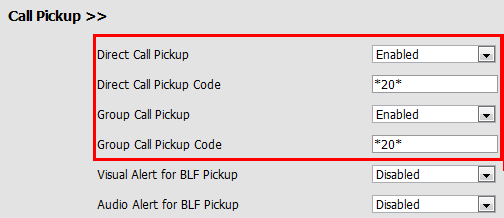 Call Pickup >>
Direct Call Pickup Enabled
Direct Call Pickup Code *20*
Group Call Pickup Enabled
Group Call Pickup Code *20*
Visual Alert for BLF Pickup Disabled
Audio Alert for BLF Pickup Disabled